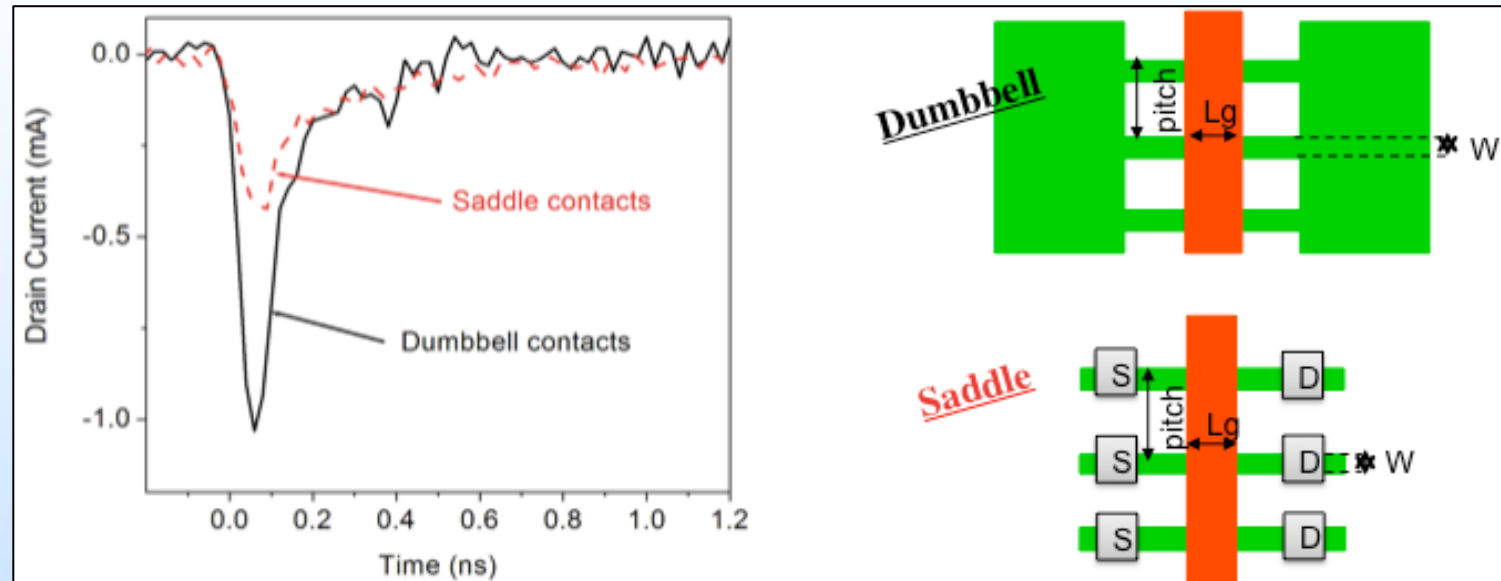 0.0
-0.5
-1.0
Drain Current (mA)
0.0 0.2 0.4 0.6 0.8 1.0 1.2
Time (ns)
Saddle contacts
Dumbbell contacts
Dumbbell
pitch
Lg
W
Saddle
S
D
pitch
Lg
S
D
W
S
D